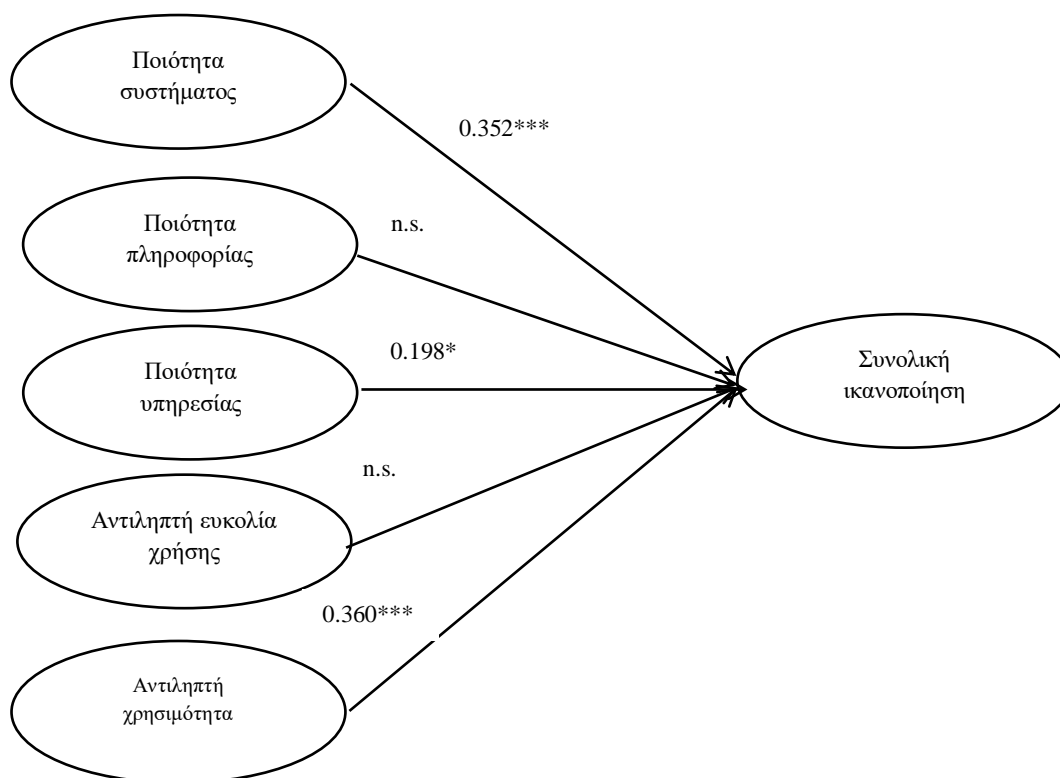 Ποιότητα
συστήματος
0.352***
Ποιότητα
πληροφορίας
n.s.
Ποιότητα
υπηρεσίας
0.198*
Συνολική
ικανοποίηση
Αντιληπτή ευκολία
χρήσης
n.s.
0.360***
Αντιληπτή
χρησιμότητα